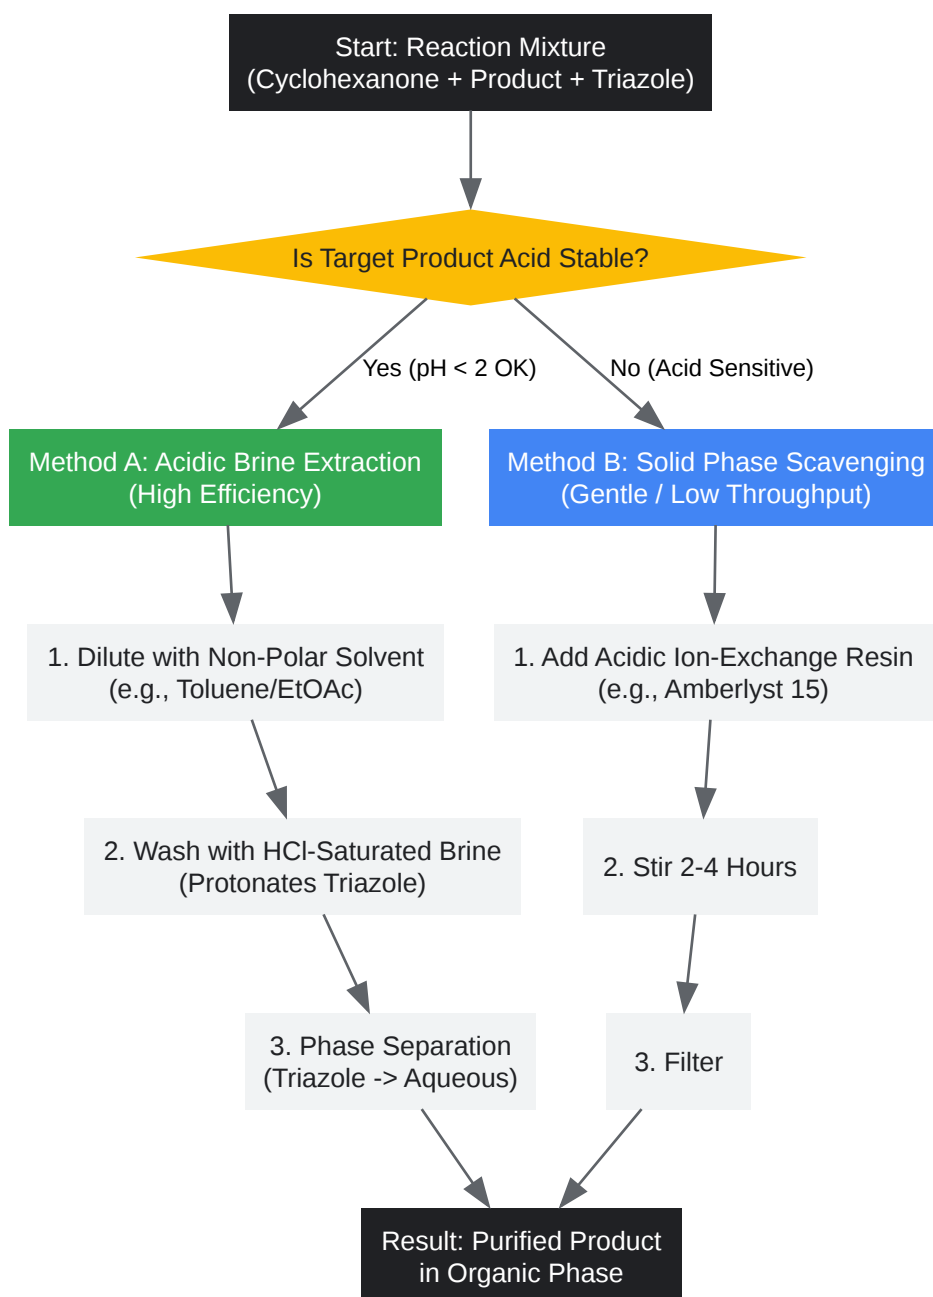 Start: Reaction Mixture
(Cyclohexanone + Product + Triazole)
Is Target Product Acid Stable?
Yes (pH < 2 OK)
No (Acid Sensitive)
Method A: Acidic Brine Extraction
(High Efficiency)
Method B: Solid Phase Scavenging
(Gentle / Low Throughput)
1. Dilute with Non-Polar Solvent
(e.g., Toluene/EtOAc)
1. Add Acidic Ion-Exchange Resin
(e.g., Amberlyst 15)
2. Wash with HCl-Saturated Brine
(Protonates Triazole)
2. Stir 2-4 Hours
3. Phase Separation
(Triazole -> Aqueous)
3. Filter
Result: Purified Product
in Organic Phase